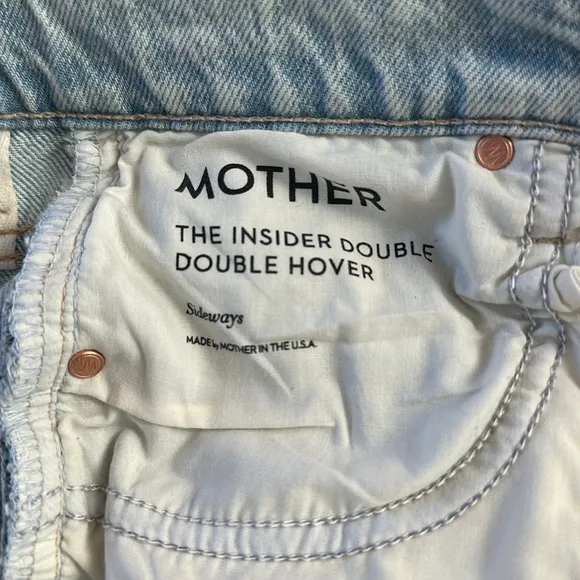 MOTHER
THE INSIDER DOUBLE
DOUBLE HOVER
Sideways
MADE by MOTHER IN THE U.S.A.